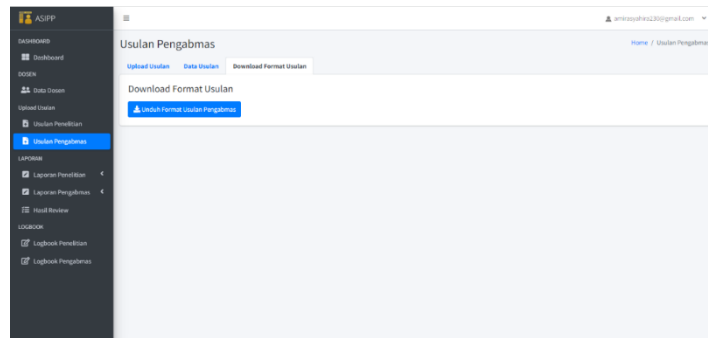 ASIPP
DASHBOARD
Dashboard
DOSEN
Data Dosen
Upload Usulan
Usulan Penelitian
Usulan Pengabmas
LAPORAN
Laporan Penelitian
Laporan Pengabmas
Hasil Review
LOGBOOK
Logbook Penelitian
Logbook Pengabmas
amirasyahira235@gmail.com
Usulan Pengabmas
Home / Usulan Pengabmas
Upload Usulan Data Usulan Download Format Usulan
Download Format Usulan
Unduh Format Usulan Pengabmas